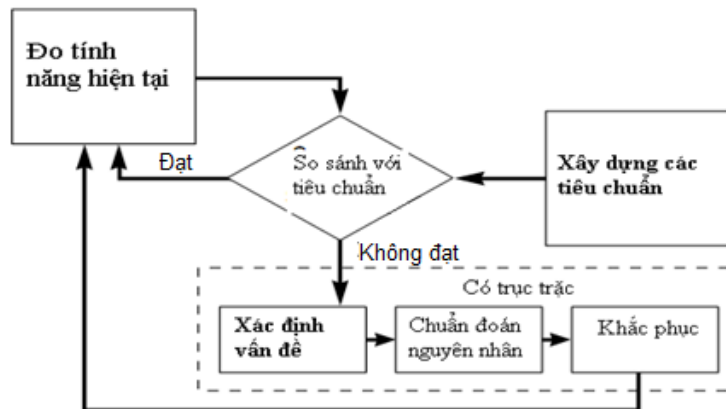 Đo tính
năng hiện tại
So sánh với
tiêu chuẩn
Đạt
Xây dựng các
tiêu chuẩn
Không đạt
Có trục trặc
Xác định
vấn đề
Chuẩn đoán
nguyên nhân
Khắc phục